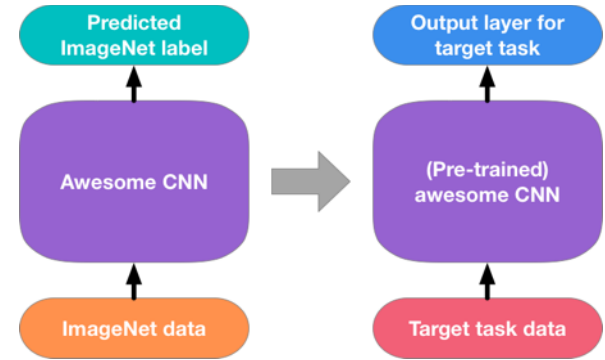 Predicted
ImageNet label
Awesome CNN
ImageNet data
Output layer for
target task
(Pre-trained)
awesome CNN
Target task data